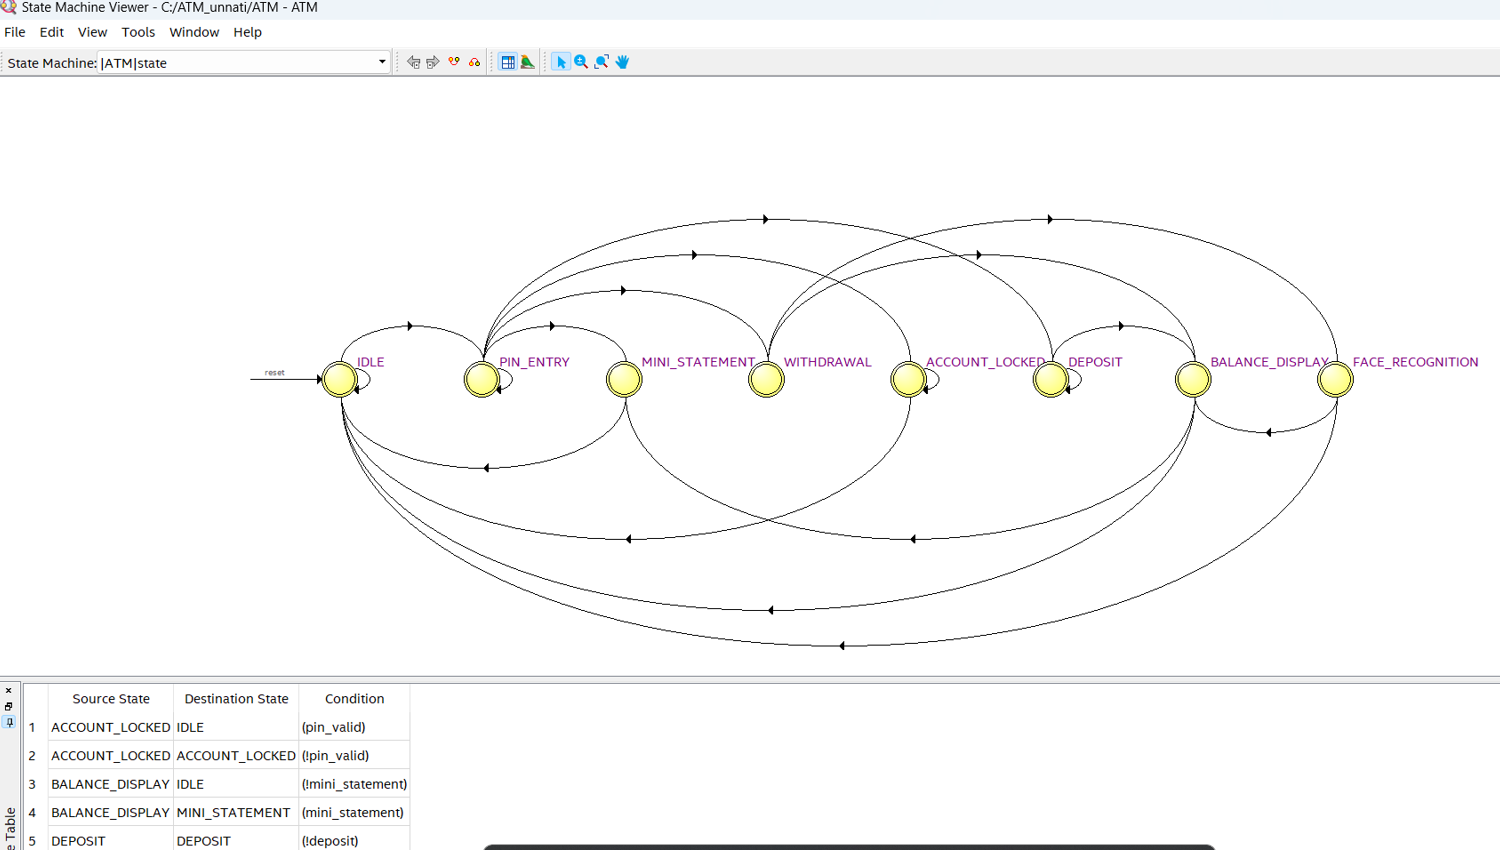 State Machine Viewer - C:/ATM_unnati/ATM - ATM
File Edit View Tools Window Help
State Machine: |ATM|state
reset
IDLE PIN_ENTRY MINI_STATEMENT WITHDRAWAL ACCOUNT_LOCKED DEPOSIT BALANCE_DISPLAY FACE_RECOGNITION
Source State Destination State Condition
1 ACCOUNT_LOCKED IDLE (pin_valid)
2 ACCOUNT_LOCKED ACCOUNT_LOCKED (!pin_valid)
3 BALANCE_DISPLAY IDLE (!mini_statement)
4 BALANCE_DISPLAY MINI_STATEMENT (mini_statement)
5 DEPOSIT DEPOSIT (!deposit)
e Table